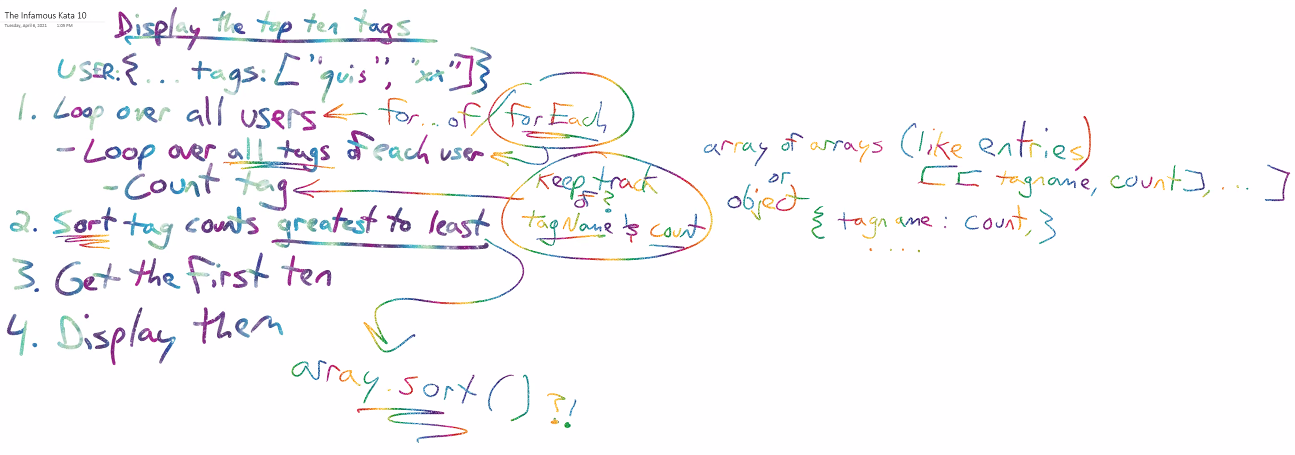 The Infamous Kata 10
Tuesday, April 6, 2021 1:05 PM
Display the top ten tags
USER:{... tags: ["quis", "xx"]}
1. Loop over all users ← for... of / forEach
- Loop over all tags of each user
- Count tag
Keep track
of?
tagName & count
2. Sort tag counts greatest to least
3. Get the first ten
4. Display them
array.sort() ?!
array of arrays (like entries)
[[ tagname, count], ... ]
or
object
{ tagname: count, }
....